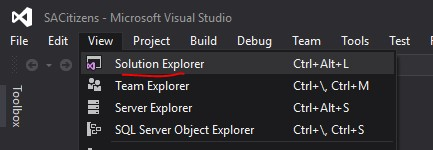 SACitizens - Microsoft Visual Studio
File Edit View Project Build Debug Team Tools Test
Solution Explorer Ctrl+Alt+L
Team Explorer Ctrl+\, Ctrl+M
Server Explorer Ctrl+Alt+S
SQL Server Object Explorer Ctrl+\, Ctrl+S
Toolbox